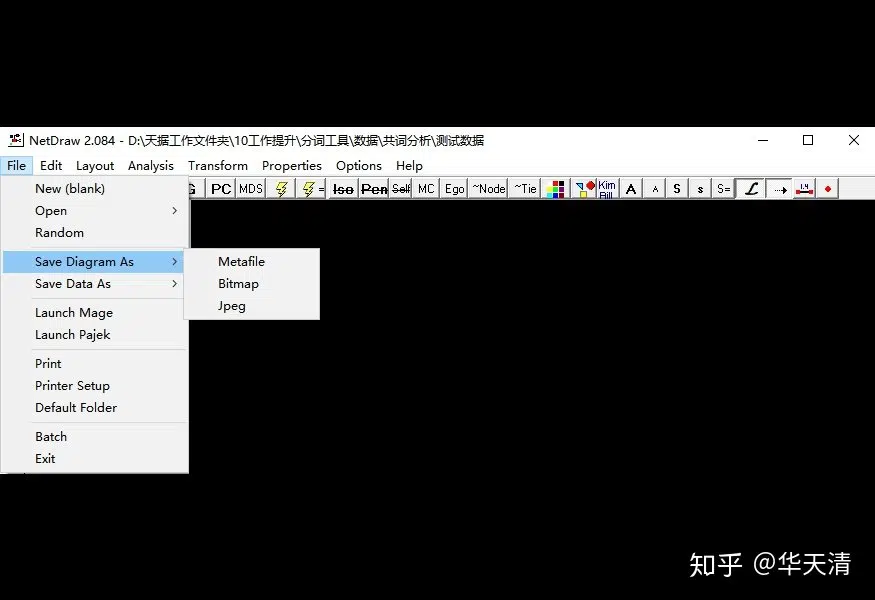 NetDraw 2.084 - D:\天据工作文件夹\10工作提升\分词工具\数据\共词分析\测试数据
File Edit Layout Analysis Transform Properties Options Help
PC MDS = Iso Pen Self MC Ego ~Node ~Tie Kim Bill A A S s S= L 1.4
New (blank)
Open
Random
Save Diagram As
Metafile
Bitmap
Jpeg
Save Data As
Launch Mage
Launch Pajek
Print
Printer Setup
Default Folder
Batch
Exit
知乎 @华天清